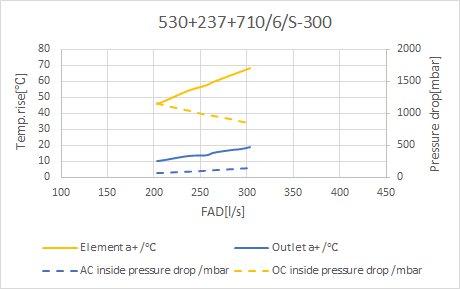 530+237+710/6/S-300
80 2000
70
60 1500
50
40 1000
30
20 500
10
0 0
100 150 200 250 300 350 400 450
Temp.rise[°C]
Pressure drop[mbar]
FAD[l/s]
Element a+ /°C Outlet a+ /°C
AC inside pressure drop /mbar OC inside pressure drop /mbar